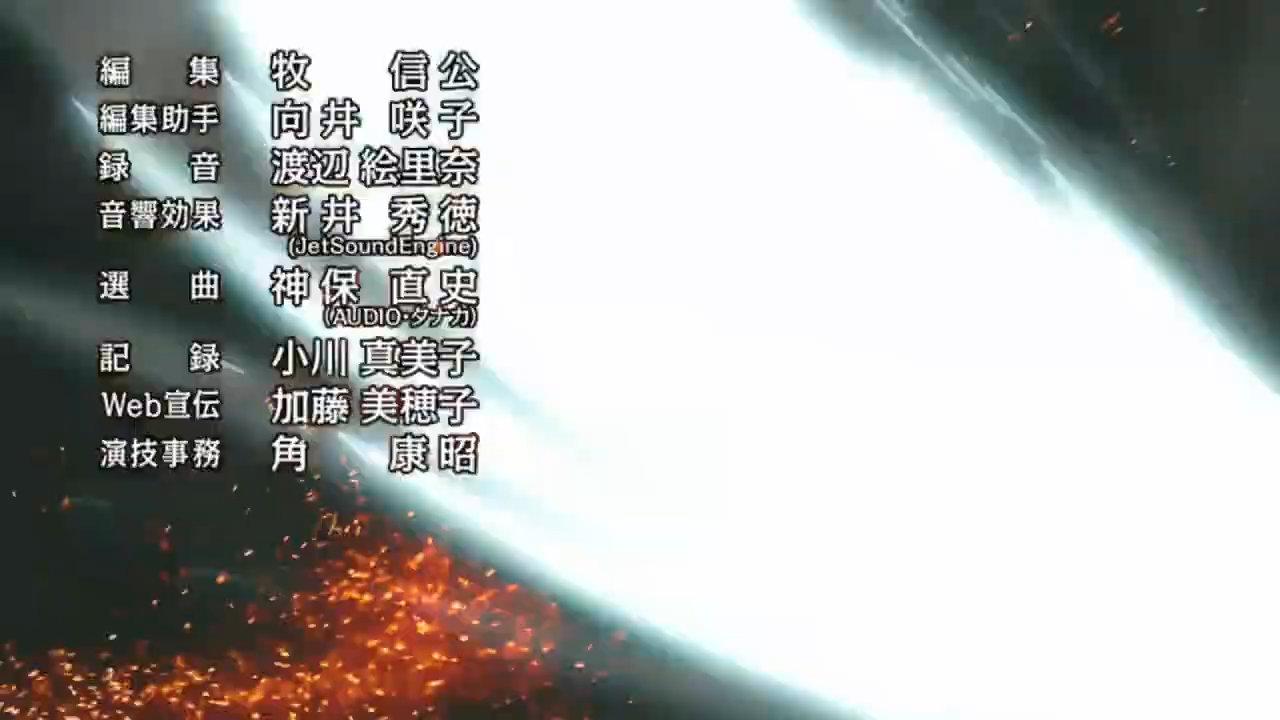 編集 牧 信公
編集助手 向井 咲子
録音 渡辺 絵里奈
音響効果 新井 秀徳
(JetSoundEngine)
選曲 神保 直史
(AUDIO・タナカ)
記録 小川 真美子
Web宣伝 加藤 美穂子
演技事務 角 康昭